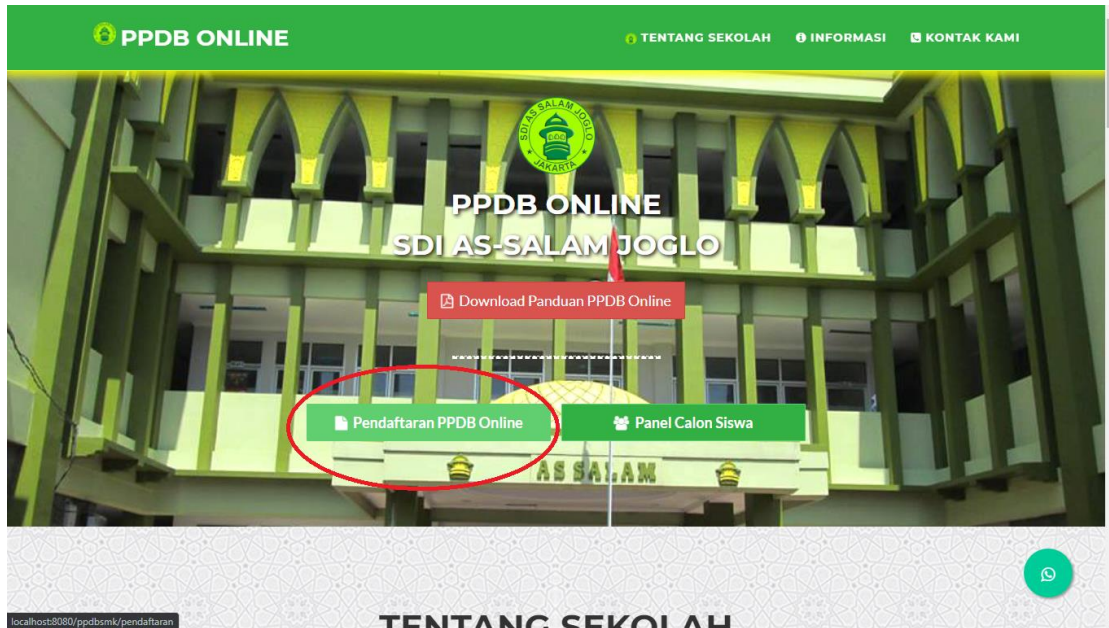 PPDB ONLINE
TENTANG SEKOLAH INFORMASI KONTAK KAMI
SDI AS SALAM JOGLO
JAKARTA
PPDB ONLINE
SDI AS-SALAM JOGLO
Download Panduan PPDB Online
Pendaftaran PPDB Online
Panel Calon Siswa
AS SALAM
TENTANG SEKOLAH
localhost:8080/ppdbsmk/pendaftaran